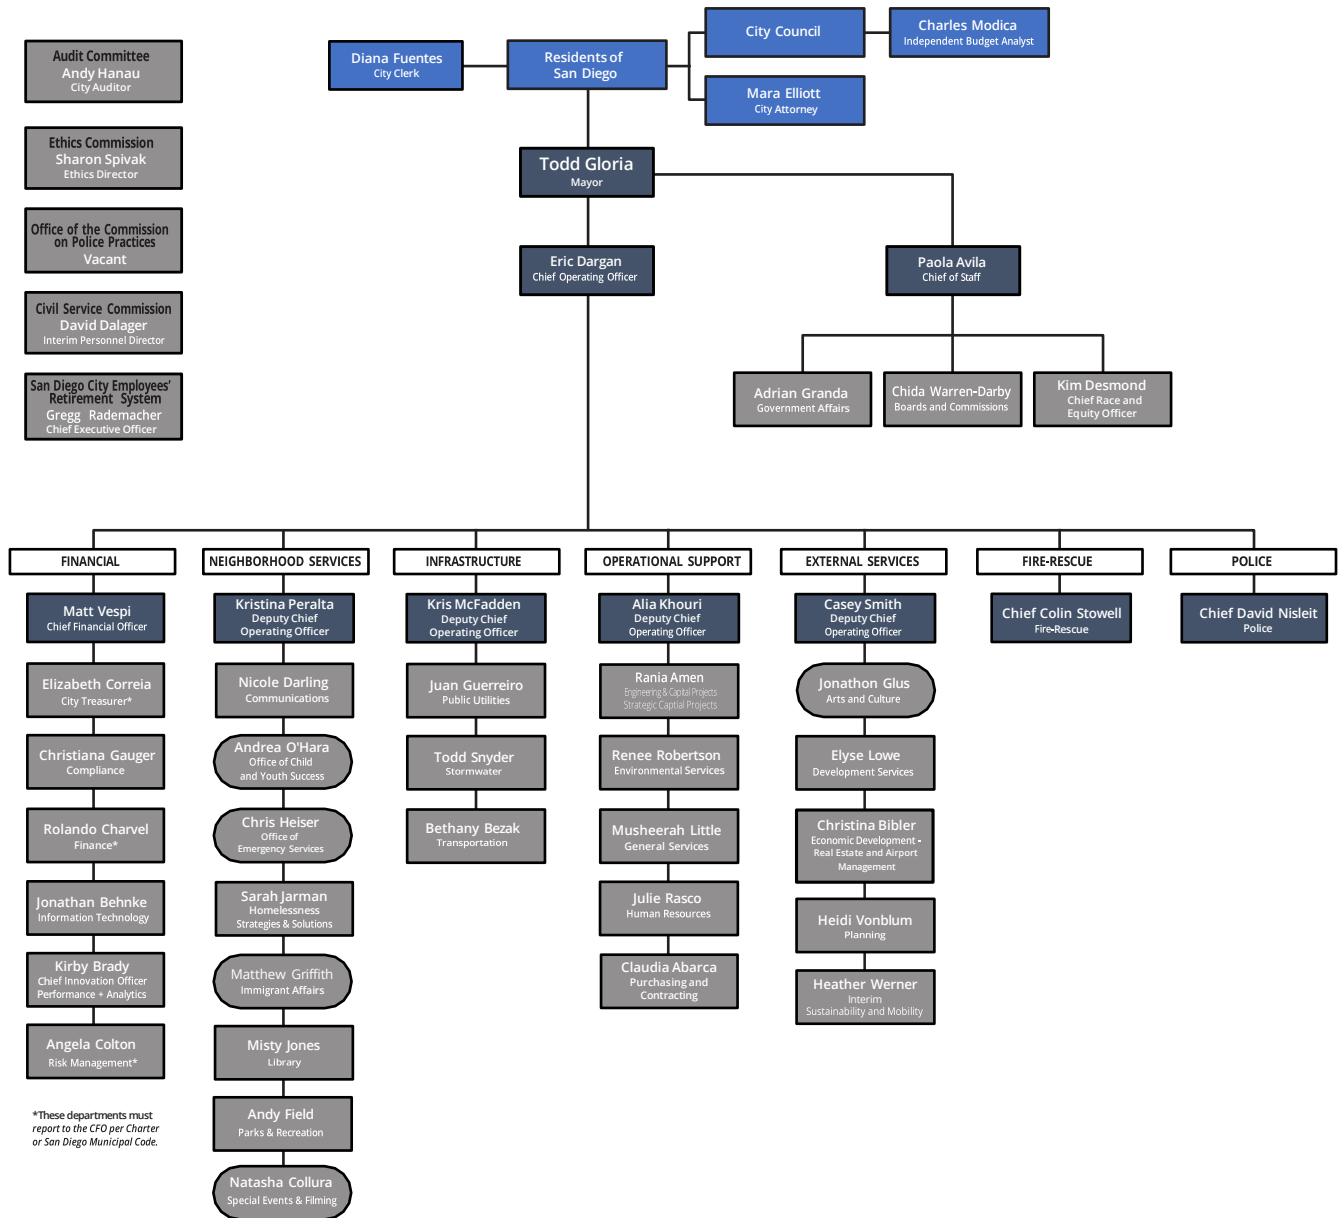 Audit Committee
Andy Hanau
City Auditor
Ethics Commission
Sharon Spivak
Ethics Director
Office of the Commission
on Police Practices
Vacant
Civil Service Commission
David Dalager
Interim Personnel Director
San Diego City Employees'
Retirement System
Gregg Rademacher
Chief Executive Officer
Diana Fuentes
City Clerk
Residents of
San Diego
City Council
Charles Modica
Independent Budget Analyst
Mara Elliott
City Attorney
Todd Gloria
Mayor
Eric Dargan
Chief Operating Officer
Paola Avila
Chief of Staff
Adrian Granda
Government Affairs
Chida Warren-Darby
Boards and Commissions
Kim Desmond
Chief Race and
Equity Officer
FINANCIAL
Matt Vespi
Chief Financial Officer
Elizabeth Correia
City Treasurer*
Christiana Gauger
Compliance
Rolando Charvel
Finance*
Jonathan Behnke
Information Technology
Kirby Brady
Chief Innovation Officer
Performance + Analytics
Angela Colton
Risk Management*
*These departments must
report to the CFO per Charter
or San Diego Municipal Code.
NEIGHBORHOOD SERVICES
Kristina Peralta
Deputy Chief
Operating Officer
Nicole Darling
Communications
Andrea O'Hara
Office of Child
and Youth Success
Chris Heiser
Office of
Emergency Services
Sarah Jarman
Homelessness
Strategies & Solutions
Matthew Griffith
Immigrant Affairs
Misty Jones
Library
Andy Field
Parks & Recreation
Natasha Collura
Special Events & Filming
INFRASTRUCTURE
Kris McFadden
Deputy Chief
Operating Officer
Juan Guerreiro
Public Utilities
Todd Snyder
Stormwater
Bethany Bezak
Transportation
OPERATIONAL SUPPORT
Alia Khouri
Deputy Chief
Operating Officer
Rania Amen
Engineering & Capital Projects
Strategic Captial Projects
Renee Robertson
Environmental Services
Musheerah Little
General Services
Julie Rasco
Human Resources
Claudia Abarca
Purchasing and
Contracting
EXTERNAL SERVICES
Casey Smith
Deputy Chief
Operating Officer
Jonathon Glus
Arts and Culture
Elyse Lowe
Development Services
Christina Bibler
Economic Development -
Real Estate and Airport
Management
Heidi Vonblum
Planning
Heather Werner
Interim
Sustainability and Mobility
FIRE-RESCUE
Chief Colin Stowell
Fire-Rescue
POLICE
Chief David Nisleit
Police